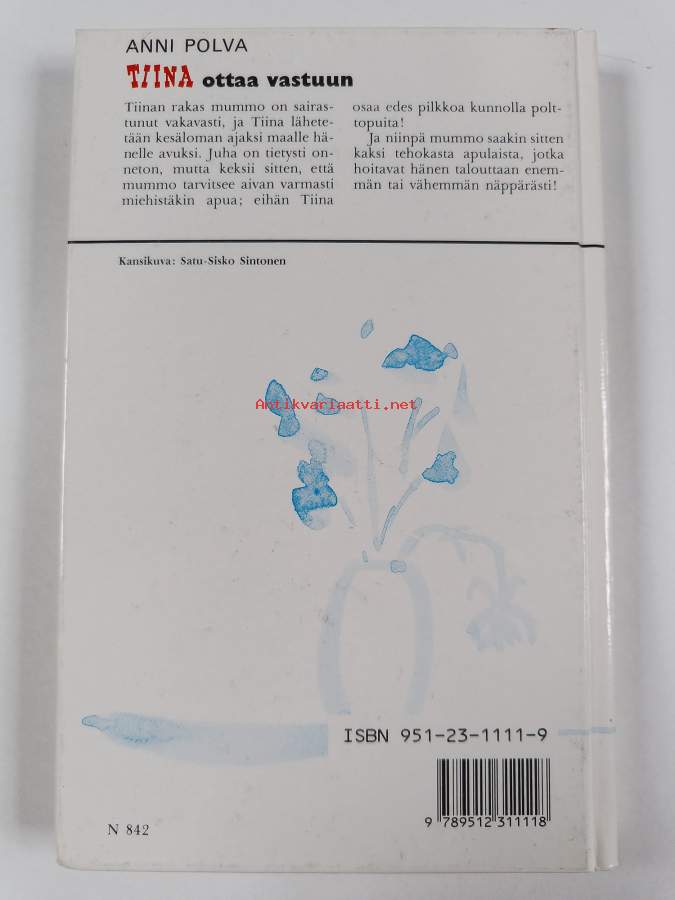 ANNI POLVA
TIINA ottaa vastuun
Tiinan rakas mummo on sairas-
tunut vakavasti, ja Tiina lähete-
tään kesäloman ajaksi maalle hä-
nelle avuksi. Juha on tietysti on-
neton, mutta keksii sitten, että
mummo tarvitsee aivan varmasti
miehistäkin apua; eihän Tiina
osaa edes pilkkoa kunnolla polt-
topuita!
Ja niinpä mummo saakin sitten
kaksi tehokasta apulaista, jotka
hoitavat hänen talouttaan enem-
män tai vähemmän näppärästi!
Kansikuva: Satu-Sisko Sintonen
Antikvariaatti.net
ISBN 951-23-1111-9
9 789512 311118
N 842